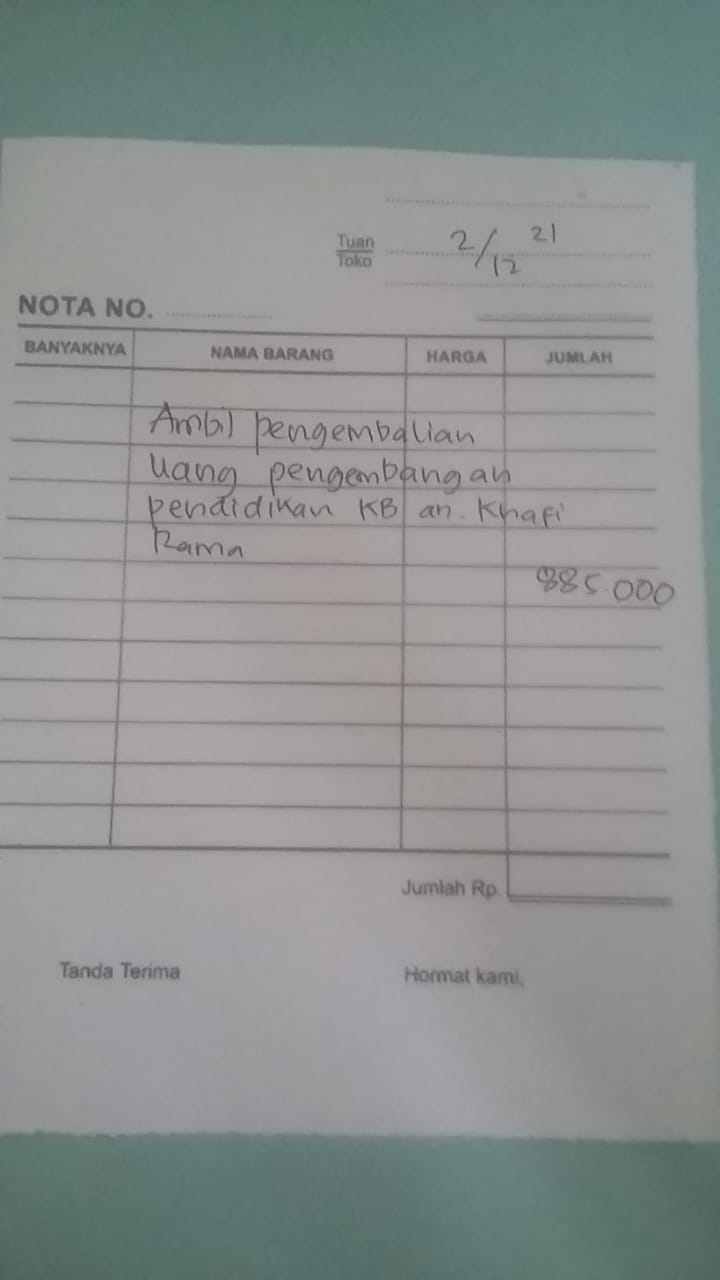 2/12 21
Tuan
Toko
NOTA NO.
BANYAKNYA NAMA BARANG HARGA JUMLAH
Ambil pengembalian
Uang pengembangan
pendidikan KB an. Khafi
Rama
885.000
Jumlah Rp.
Tanda Terima Hormat kami,